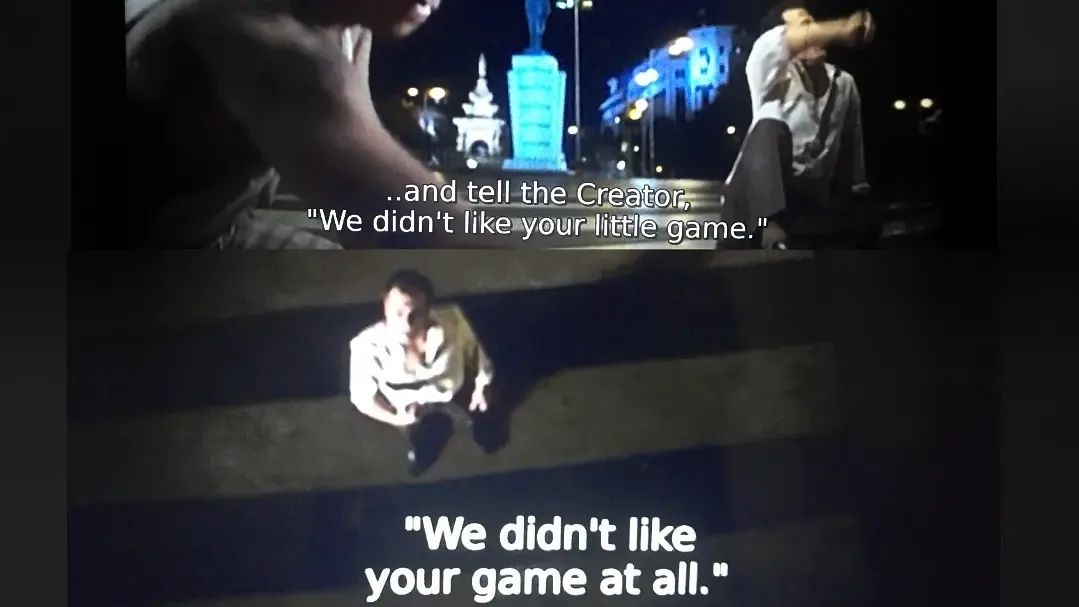 ..and tell the Creator,
"We didn't like your little game."
"We didn't like
your game at all."